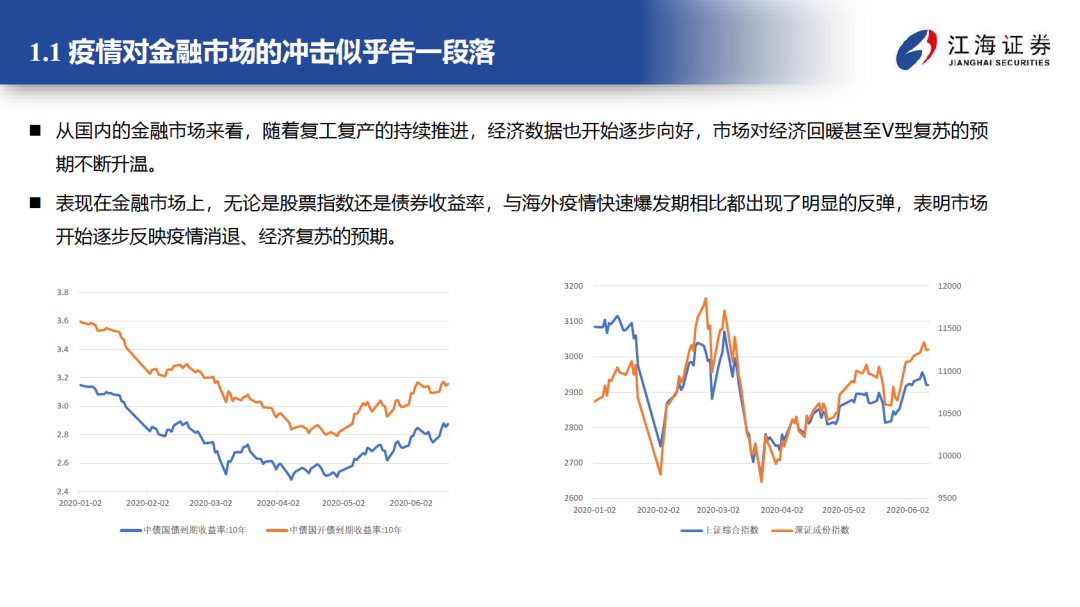 1.1 疫情对金融市场的冲击似乎告一段落
江海证券
JIANGHAI SECURITIES
■ 从国内的金融市场来看，随着复工复产的持续推进，经济数据也开始逐步向好，市场对经济回暖甚至V型复苏的预
期不断升温。
■ 表现在金融市场上，无论是股票指数还是债券收益率，与海外疫情快速爆发期相比都出现了明显的反弹，表明市场
开始逐步反映疫情消退、经济复苏的预期。
3.8
3.6
3.4
3.2
3.0
2.8
2.6
2.4
2020-01-02 2020-02-02 2020-03-02 2020-04-02 2020-05-02 2020-06-02
中债国债到期收益率:10年 中债国开债到期收益率:10年
3200 12000
3100 11500
3000 11000
2900 10500
2800 10000
2700
2600 9500
2020-01-02 2020-02-02 2020-03-02 2020-04-02 2020-05-02 2020-06-02
上证综合指数 深证成份指数